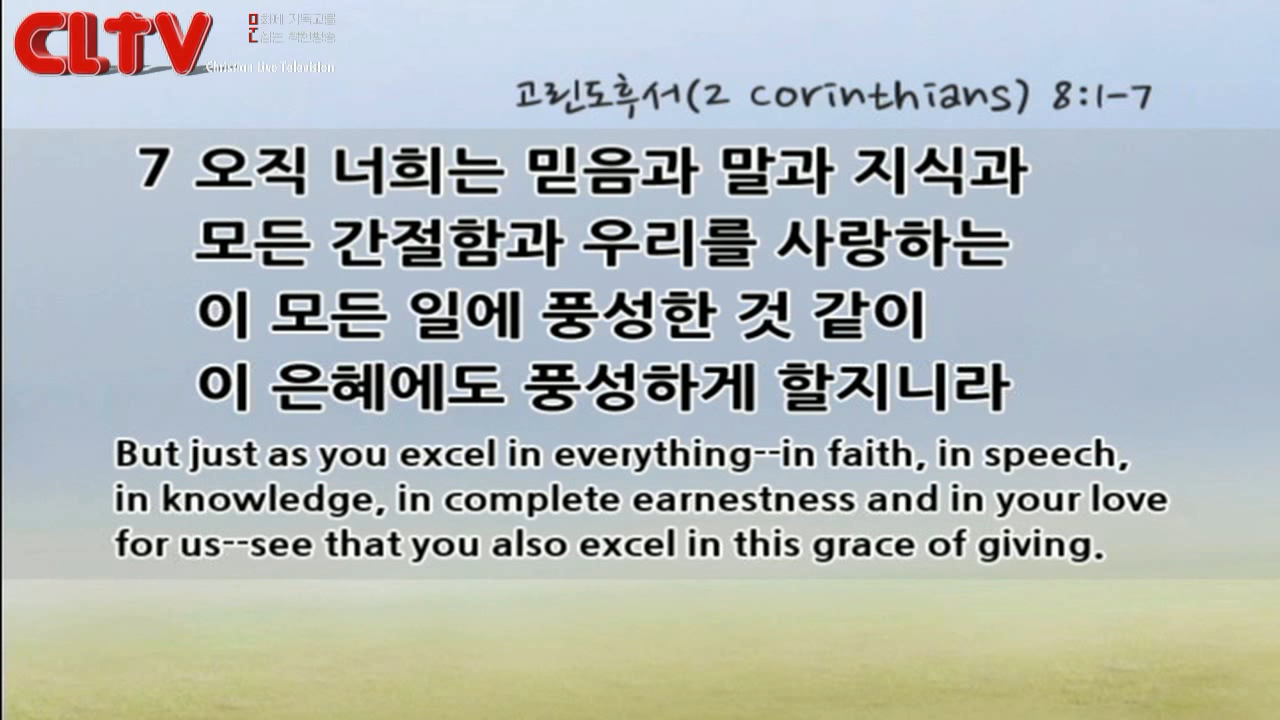 CLTV
Christian Live Television
고린도후서(2 corinthians) 8:1-7
7 오직 너희는 믿음과 말과 지식과
모든 간절함과 우리를 사랑하는
이 모든 일에 풍성한 것 같이
이 은혜에도 풍성하게 할지니라
But just as you excel in everything--in faith, in speech,
in knowledge, in complete earnestness and in your love
for us--see that you also excel in this grace of giving.